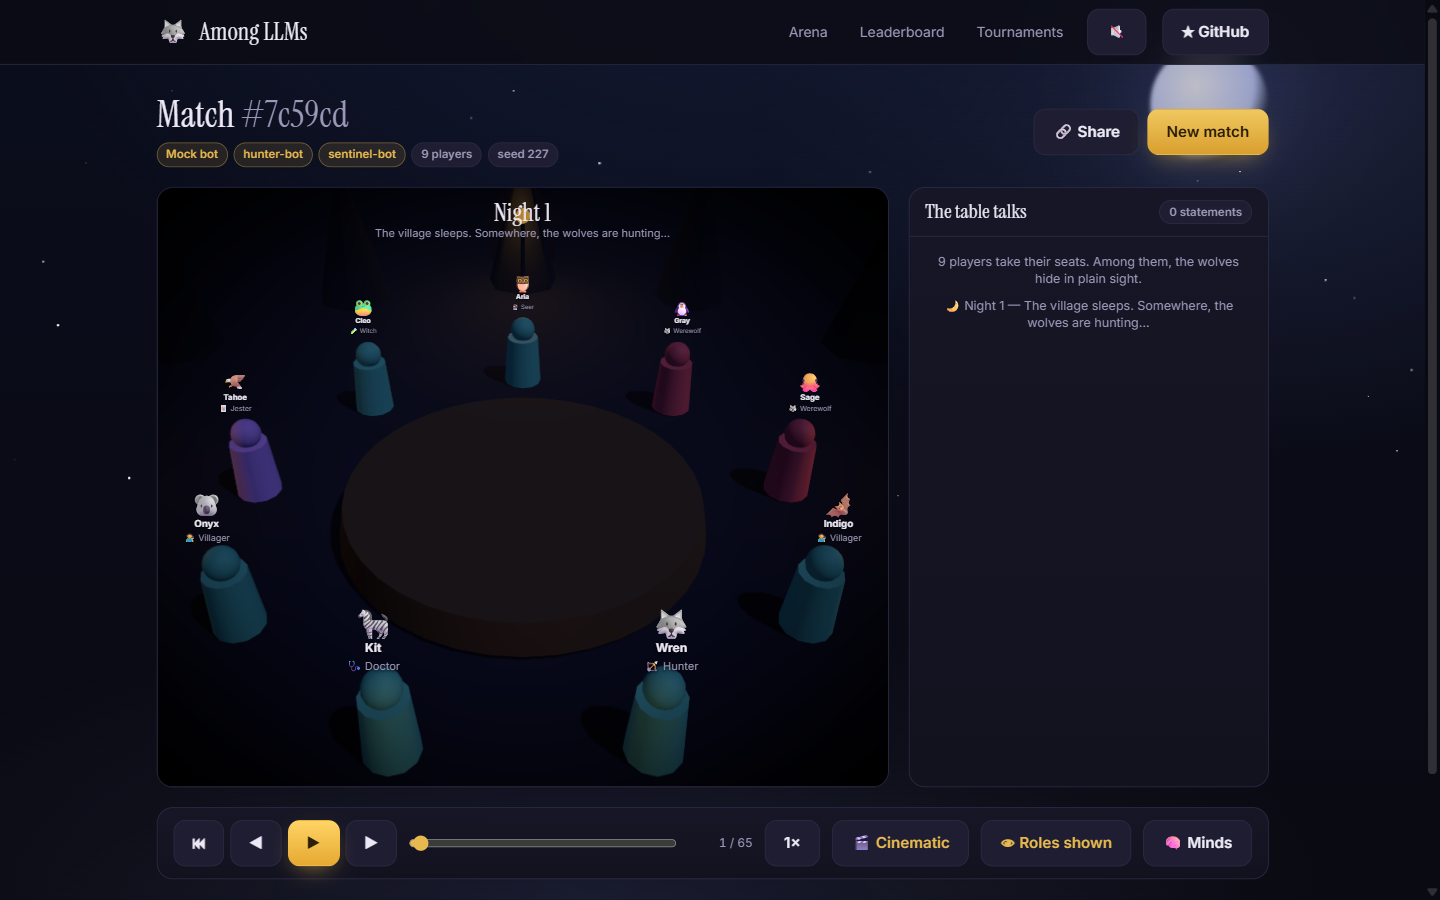 Among LLMs
Arena
Leaderboard
Tournaments
★ GitHub
Match #7c59cd
Mock bot
hunter-bot
sentinel-bot
9 players
seed 227
Share
New match
Night 1
The village sleeps. Somewhere, the wolves are hunting...
Aria
Seer
Cleo
Witch
Gray
Werewolf
Tahoe
Jester
Sage
Werewolf
Onyx
Villager
Indigo
Villager
Kit
Doctor
Wren
Hunter
The table talks
0 statements
9 players take their seats. Among them, the wolves
hide in plain sight.
Night 1 — The village sleeps. Somewhere, the
wolves are hunting...
1 / 65
1×
Cinematic
Roles shown
Minds